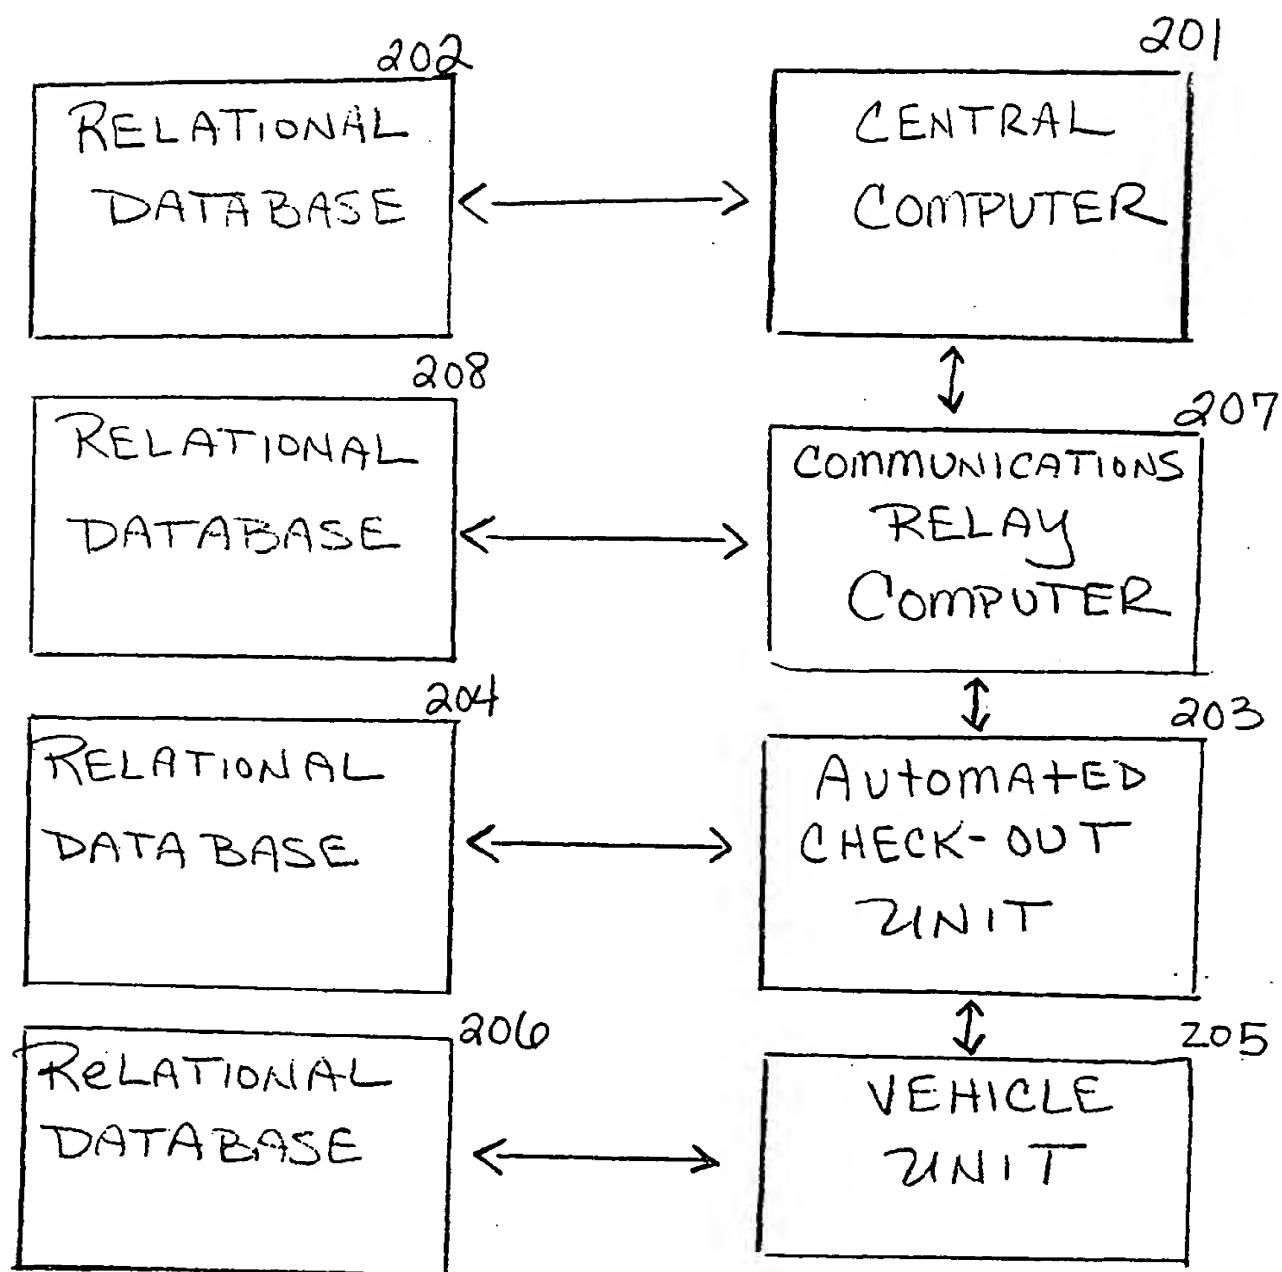 202
RELATIONAL
DATABASE
201
CENTRAL
COMPUTER
208
RELATIONAL
DATABASE
207
COMMUNICATIONS
RELAY
COMPUTER
204
RELATIONAL
DATABASE
203
AUtOMAtED
CHECK-OUT
UNIT
206
ReLATIONAL
DATABASE
205
VEHICLE
UNIT